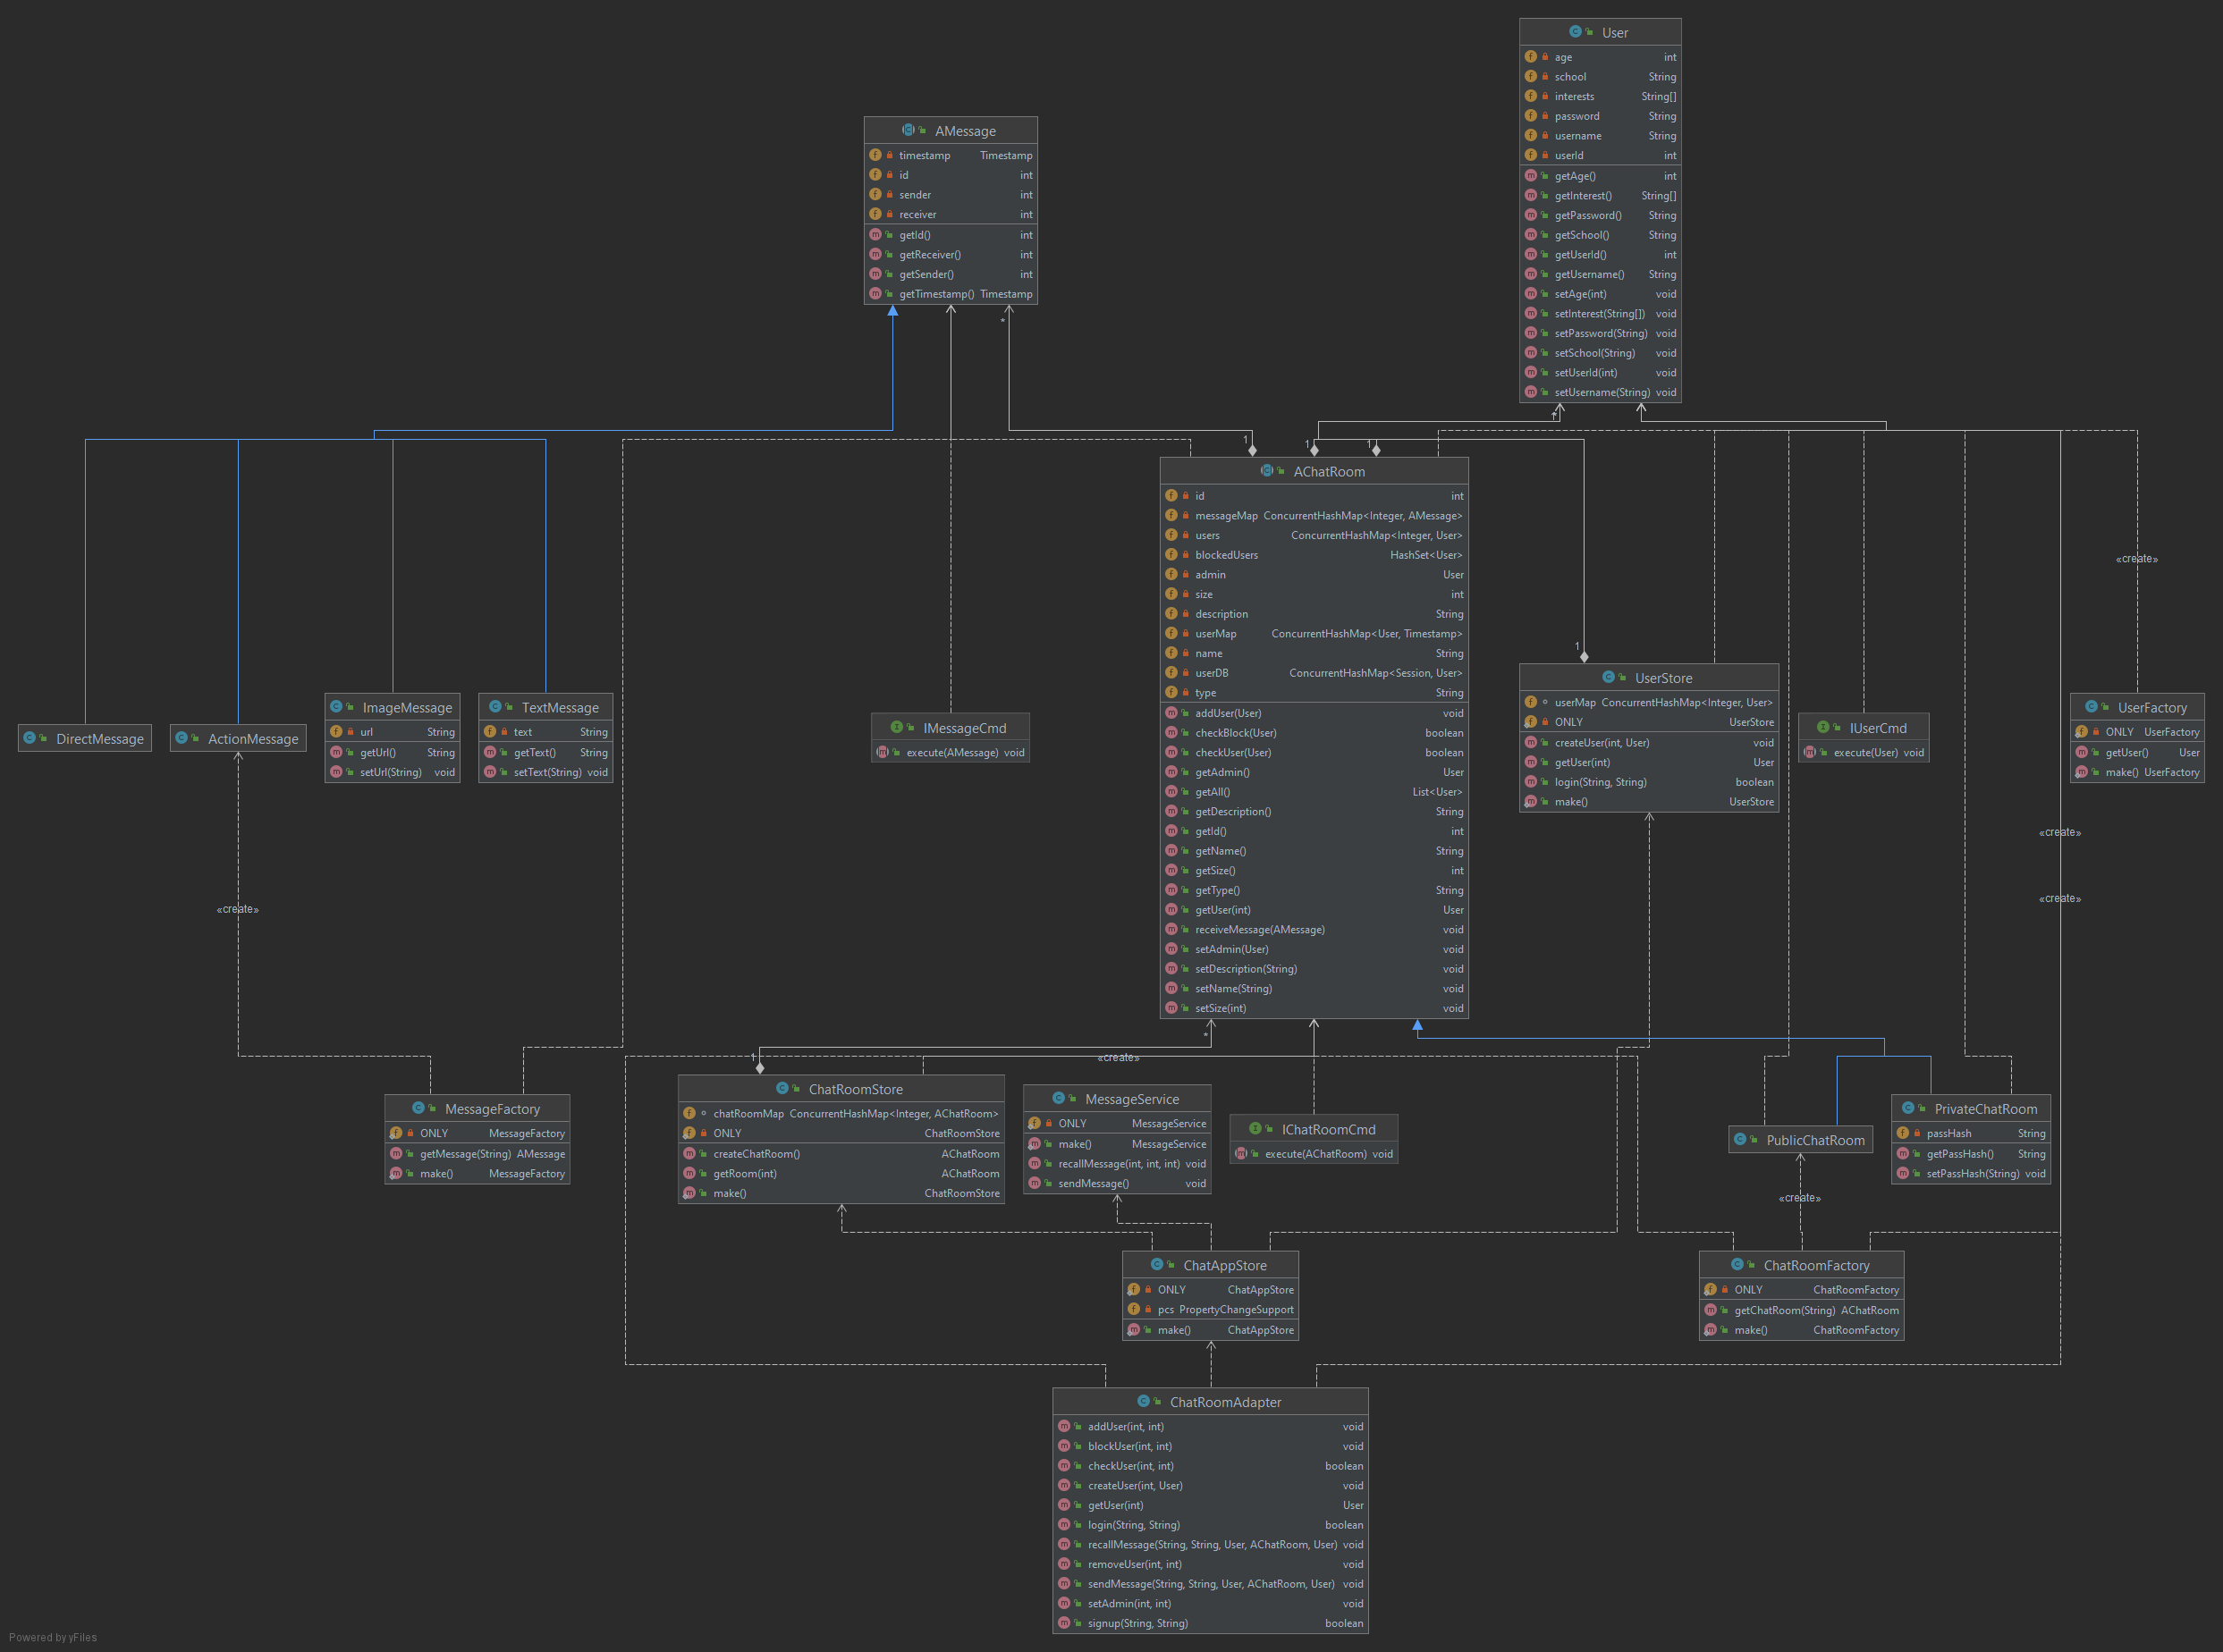 User
age int
school String
interests String[]
password String
username String
userId int
getAge() int
getInterest() String[]
getPassword() String
getSchool() String
getUserId() int
getUsername() String
setAge(int) void
setInterest(String[]) void
setPassword(String) void
setSchool(String) void
setUserId(int) void
setUsername(String) void
AMessage
timestamp Timestamp
id int
sender int
receiver int
getId() int
getReceiver() int
getSender() int
getTimestamp() Timestamp
*
*
1
1
1
AChatRoom
id int
messageMap ConcurrentHashMap<Integer, AMessage>
users ConcurrentHashMap<Integer, User>
blockedUsers HashSet<User>
admin User
size int
description String
userMap ConcurrentHashMap<User, Timestamp>
name String
userDB ConcurrentHashMap<Session, User>
type String
addUser(User) void
checkBlock(User) boolean
checkUser(User) boolean
getAdmin() User
getAll() List<User>
getDescription() String
getId() int
getName() String
getSize() int
getType() String
getUser(int) User
receiveMessage(AMessage) void
setAdmin(User) void
setDescription(String) void
setName(String) void
setSize(int) void
«create»
1
DirectMessage
ActionMessage
ImageMessage
url String
getUrl() String
setUrl(String) void
TextMessage
text String
getText() String
setText(String) void
IMessageCmd
execute(AMessage) void
UserStore
userMap ConcurrentHashMap<Integer, User>
ONLY UserStore
createUser(int, User) void
getUser(int) User
login(String, String) boolean
make() UserStore
IUserCmd
execute(User) void
UserFactory
ONLY UserFactory
getUser() User
make() UserFactory
«create»
«create»
«create»
*
1
«create»
MessageFactory
ONLY MessageFactory
getMessage(String) AMessage
make() MessageFactory
ChatRoomStore
chatRoomMap ConcurrentHashMap<Integer, AChatRoom>
ONLY ChatRoomStore
createChatRoom() AChatRoom
getRoom(int) AChatRoom
make() ChatRoomStore
MessageService
ONLY MessageService
make() MessageService
recallMessage(int, int, int) void
sendMessage() void
IChatRoomCmd
execute(AChatRoom) void
PublicChatRoom
PrivateChatRoom
passHash String
getPassHash() String
setPassHash(String) void
«create»
ChatAppStore
ONLY ChatAppStore
pcs PropertyChangeSupport
make() ChatAppStore
ChatRoomFactory
ONLY ChatRoomFactory
getChatRoom(String) AChatRoom
make() ChatRoomFactory
ChatRoomAdapter
addUser(int, int) void
blockUser(int, int) void
checkUser(int, int) boolean
createUser(int, User) void
getUser(int) User
login(String, String) boolean
recallMessage(String, String, User, AChatRoom, User) void
removeUser(int, int) void
sendMessage(String, String, User, AChatRoom, User) void
setAdmin(int, int) void
signup(String, String) boolean
Powered by yFiles